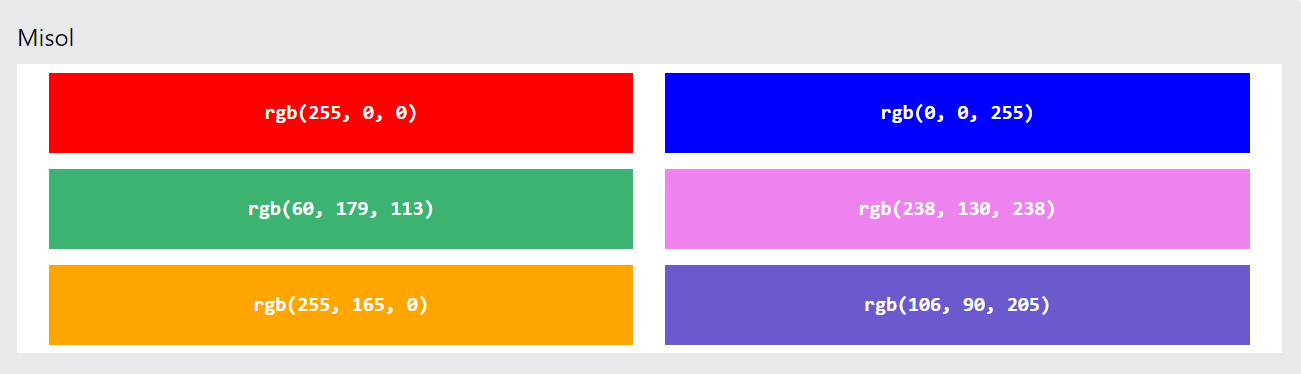 Misol
rgb(255, 0, 0)
rgb(0, 0, 255)
rgb(60, 179, 113)
rgb(238, 130, 238)
rgb(255, 165, 0)
rgb(106, 90, 205)